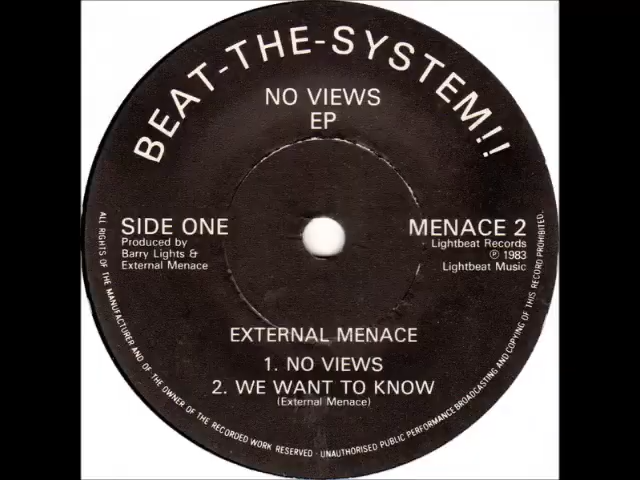 BEAT-THE-SYSTEM!!
NO VIEWS
EP
SIDE ONE
Produced by
Barry Lights &
External Menace
MENACE 2
Lightbeat Records
℗ 1983
Lightbeat Music
EXTERNAL MENACE
1. NO VIEWS
2. WE WANT TO KNOW
(External Menace)
ALL RIGHTS OF THE MANUFACTURER AND OF THE OWNER OF THE RECORDED WORK RESERVED · UNAUTHORISED PUBLIC PERFORMANCE BROADCASTING AND COPYING OF THIS RECORD PROHIBITED.